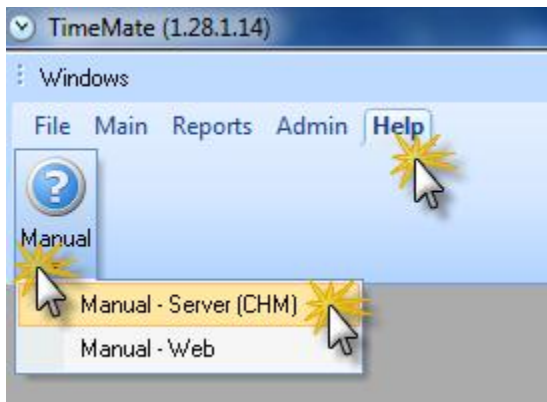 TimeMate (1.28.1.14)
Windows
File Main Reports Admin Help
Manual
Manual - Server (CHM)
Manual - Web